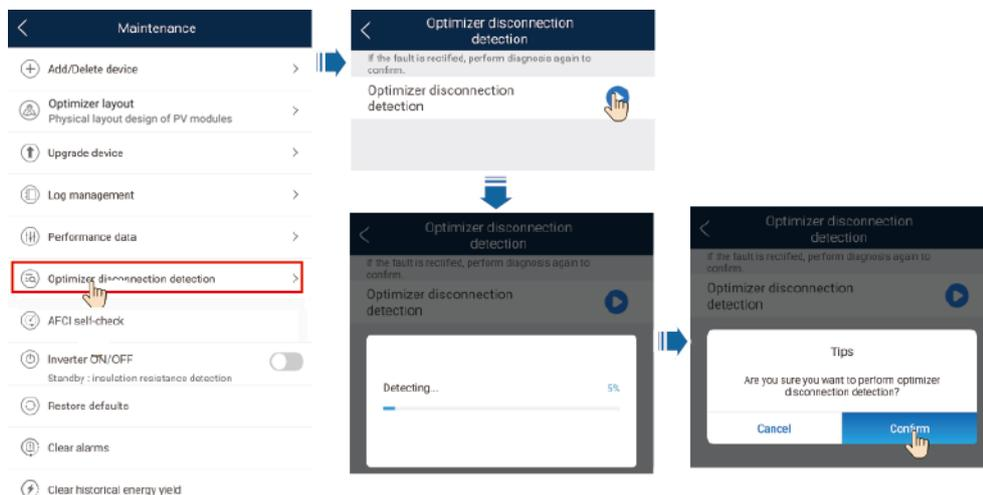 Maintenance
Add/Delete device
Optimizer layout
Physical layout design of PV modules
Upgrade device
Log management
Performance data
Optimizer disconnection detection
AFCI self-check
Inverter ON/OFF
Standby : insulation resistance detection
Restore defaults
Clear alarms
Clear historical energy yield
Optimizer disconnection
detection
If the fault is rectified, perform diagnosis again to
confirm.
Optimizer disconnection
detection
Optimizer disconnection
detection
If the fault is rectified, perform diagnosis again to
confirm.
Optimizer disconnection
detection
Detecting...
5%
Optimizer disconnection
detection
If the fault is rectified, perform diagnosis again to
confirm.
Optimizer disconnection
detection
Tips
Are you sure you want to perform optimizer
disconnection detection?
Cancel
Confirm